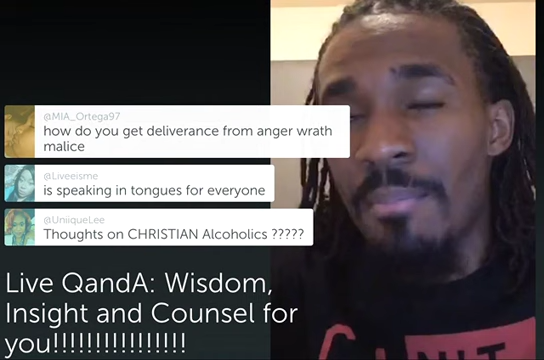 @MIA_Ortega97
how do you get deliverance from anger wrath
malice
@Liveeisme
is speaking in tongues for everyone
@UniiqueLee
Thoughts on CHRISTIAN Alcoholics ?????
Live QandA: Wisdom,
Insight and Counsel for
you!!!!!!!!!!!!!!!!!